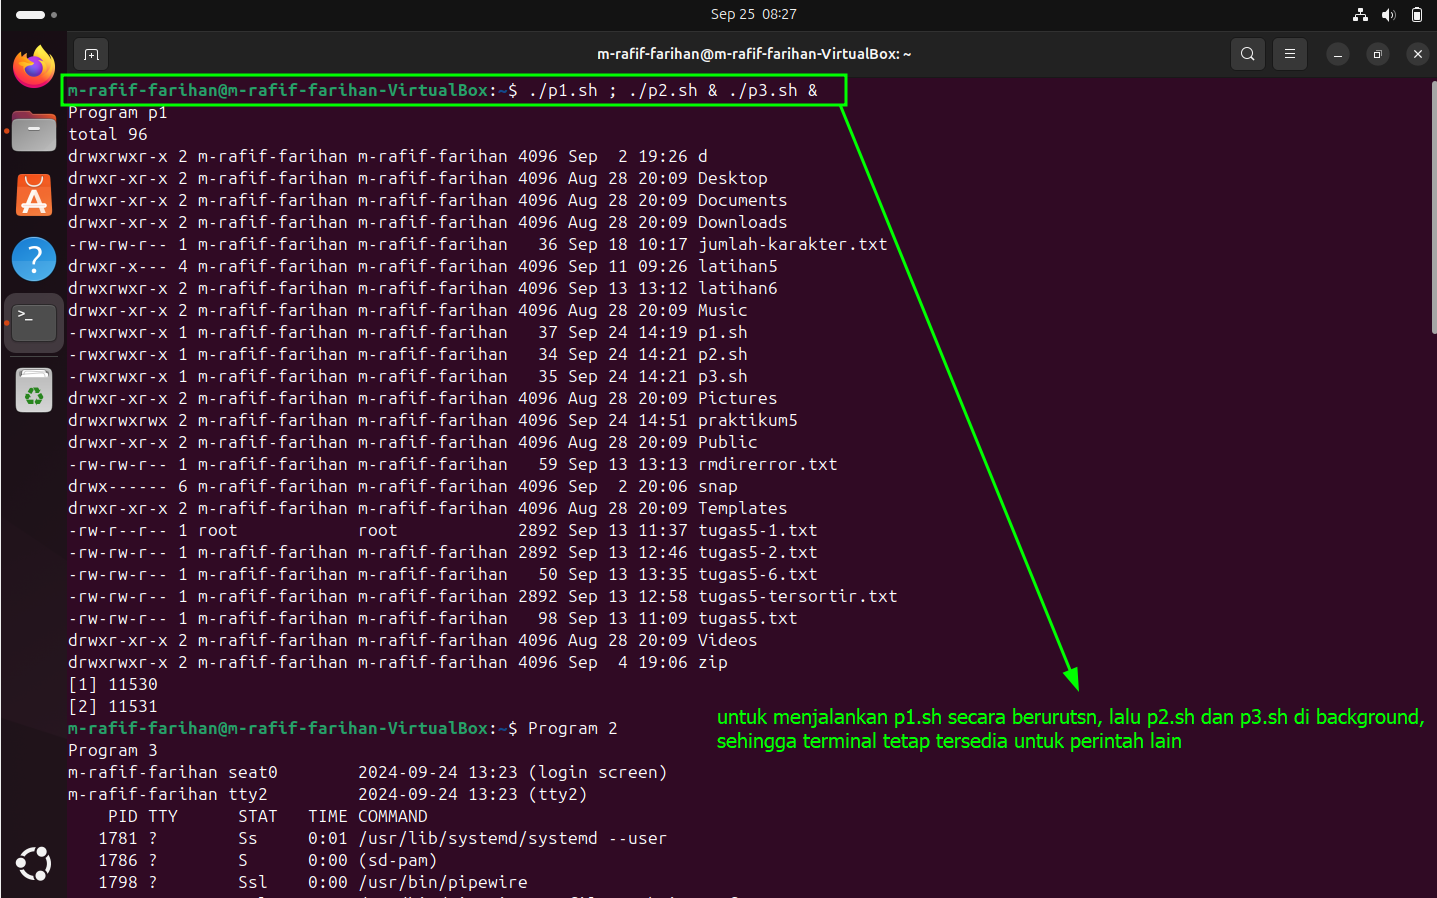 Sep 25 08:27
m-rafif-farihan@m-rafif-farihan-VirtualBox: ~
m-rafif-farihan@m-rafif-farihan-VirtualBox:~$ ./p1.sh ; ./p2.sh & ./p3.sh &
Program p1
total 96
drwxrwxr-x 2 m-rafif-farihan m-rafif-farihan 4096 Sep  2 19:26 d
drwxr-xr-x 2 m-rafif-farihan m-rafif-farihan 4096 Aug 28 20:09 Desktop
drwxr-xr-x 2 m-rafif-farihan m-rafif-farihan 4096 Aug 28 20:09 Documents
drwxr-xr-x 2 m-rafif-farihan m-rafif-farihan 4096 Aug 28 20:09 Downloads
-rw-rw-r-- 1 m-rafif-farihan m-rafif-farihan   36 Sep 18 10:17 jumlah-karakter.txt
drwxr-x--- 4 m-rafif-farihan m-rafif-farihan 4096 Sep 11 09:26 latihan5
drwxrwxr-x 2 m-rafif-farihan m-rafif-farihan 4096 Sep 13 13:12 latihan6
drwxr-xr-x 2 m-rafif-farihan m-rafif-farihan 4096 Aug 28 20:09 Music
-rwxrwxr-x 1 m-rafif-farihan m-rafif-farihan   37 Sep 24 14:19 p1.sh
-rwxrwxr-x 1 m-rafif-farihan m-rafif-farihan   34 Sep 24 14:21 p2.sh
-rwxrwxr-x 1 m-rafif-farihan m-rafif-farihan   35 Sep 24 14:21 p3.sh
drwxr-xr-x 2 m-rafif-farihan m-rafif-farihan 4096 Aug 28 20:09 Pictures
drwxrwxrwx 2 m-rafif-farihan m-rafif-farihan 4096 Sep 24 14:51 praktikum5
drwxr-xr-x 2 m-rafif-farihan m-rafif-farihan 4096 Aug 28 20:09 Public
-rw-rw-r-- 1 m-rafif-farihan m-rafif-farihan   59 Sep 13 13:13 rmdirerror.txt
drwx------ 6 m-rafif-farihan m-rafif-farihan 4096 Sep  2 20:06 snap
drwxr-xr-x 2 m-rafif-farihan m-rafif-farihan 4096 Aug 28 20:09 Templates
-rw-r--r-- 1 root            root            2892 Sep 13 11:37 tugas5-1.txt
-rw-rw-r-- 1 m-rafif-farihan m-rafif-farihan 2892 Sep 13 12:46 tugas5-2.txt
-rw-rw-r-- 1 m-rafif-farihan m-rafif-farihan   50 Sep 13 13:35 tugas5-6.txt
-rw-rw-r-- 1 m-rafif-farihan m-rafif-farihan 2892 Sep 13 12:58 tugas5-tersortir.txt
-rw-rw-r-- 1 m-rafif-farihan m-rafif-farihan   98 Sep 13 11:09 tugas5.txt
drwxr-xr-x 2 m-rafif-farihan m-rafif-farihan 4096 Aug 28 20:09 Videos
drwxrwxr-x 2 m-rafif-farihan m-rafif-farihan 4096 Sep  4 19:06 zip
[1] 11530
[2] 11531
m-rafif-farihan@m-rafif-farihan-VirtualBox:~$ Program 2
Program 3
m-rafif-farihan seat0        2024-09-24 13:23 (login screen)
m-rafif-farihan tty2         2024-09-24 13:23 (tty2)
    PID TTY      STAT   TIME COMMAND
   1781 ?        Ss     0:01 /usr/lib/systemd/systemd --user
   1786 ?        S      0:00 (sd-pam)
   1798 ?        Ssl    0:00 /usr/bin/pipewire
untuk menjalankan p1.sh secara berurutsn, lalu p2.sh dan p3.sh di background,
sehingga terminal tetap tersedia untuk perintah lain